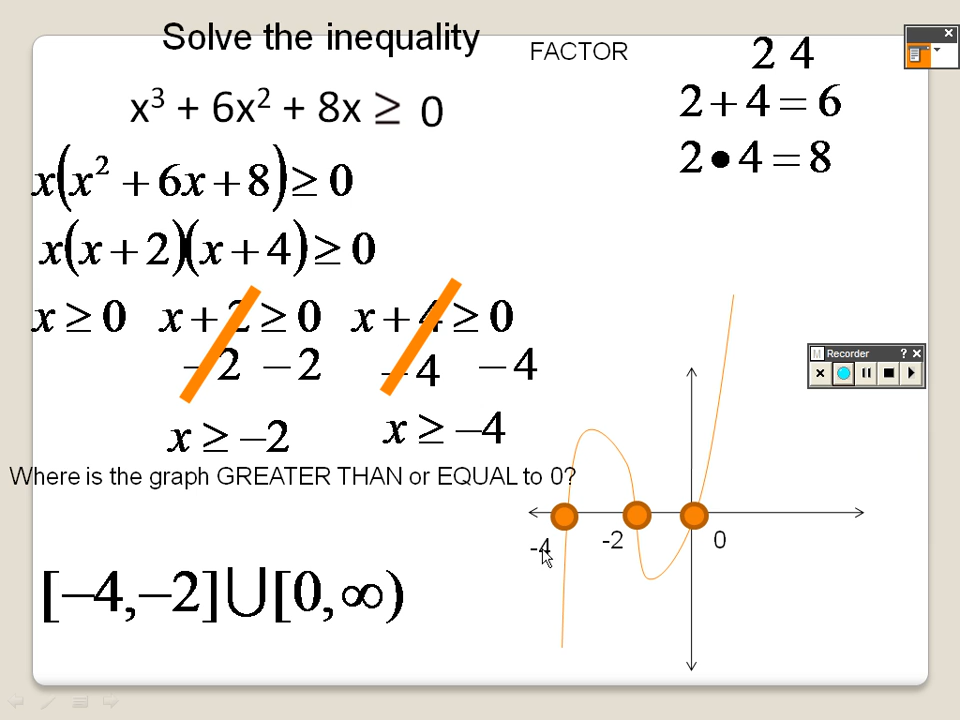 Solve the inequality
FACTOR
2 4
x³ + 6x² + 8x ≥ 0
2 + 4 = 6
2 • 4 = 8
x(x² + 6x + 8) ≥ 0
x(x + 2)(x + 4) ≥ 0
x ≥ 0 x + 2 ≥ 0 x + 4 ≥ 0
− 2 − 2 − 4 − 4
x ≥ −2 x ≥ −4
Where is the graph GREATER THAN or EQUAL to 0?
[−4,−2]⋃[0,∞)
-4 -2 0
M Recorder ? ×